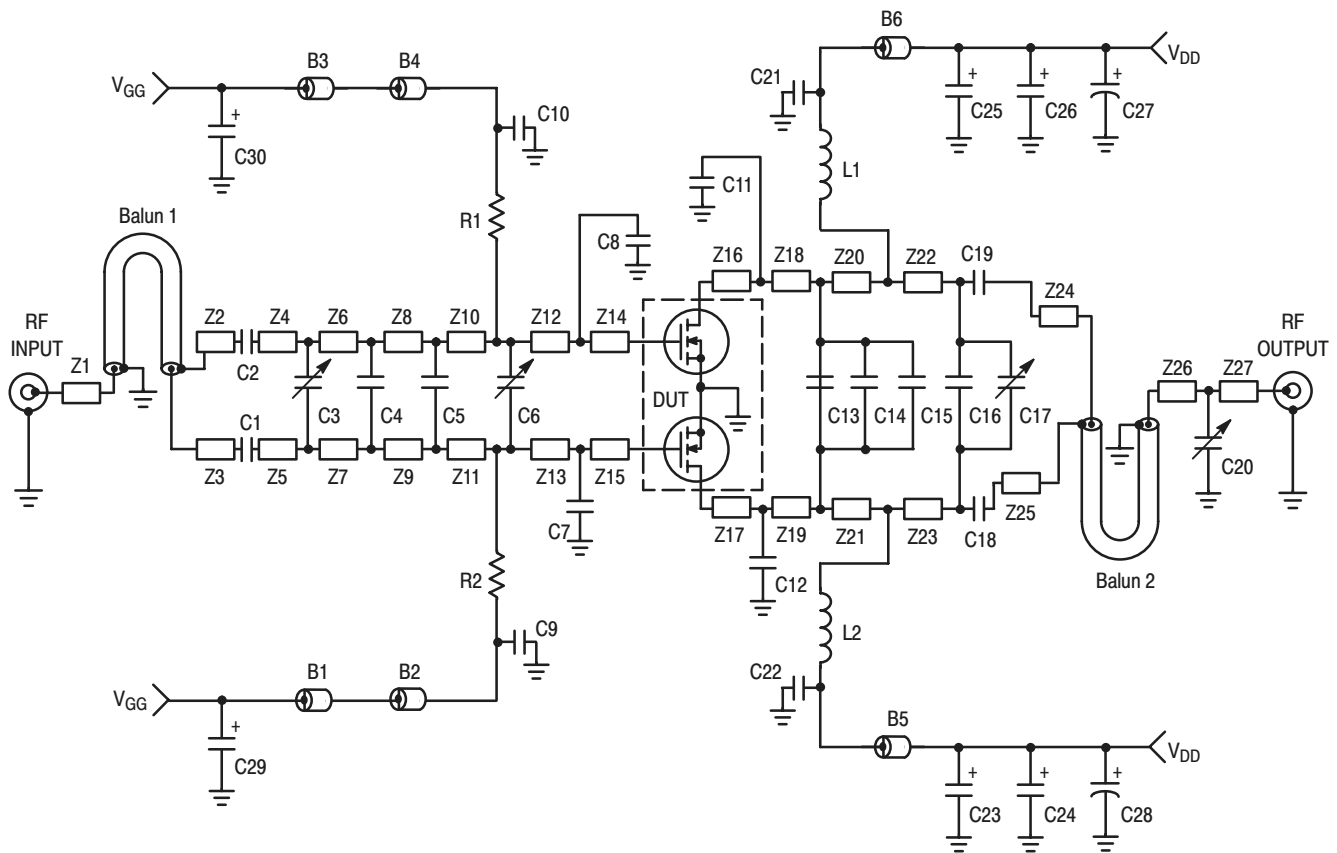 B6
V_DD
B3 B4
C21
V_GG
C10
C25 C26 C27
C30
L1
C11
Balun 1
R1
C8
Z16 Z18 Z20 Z22 C19
Z24
RF
INPUT
Z2 Z4 Z6 Z8 Z10 Z12 Z14
RF
OUTPUT
Z1
C2
Z26 Z27
C3 C4 C5 C6
DUT
C13 C14 C15 C16 C17
C1
C20
Z3 Z5 Z7 Z9 Z11 Z13 Z15
Z25
C7
Z17 Z19 Z21 Z23 C18
C12
Balun 2
R2
L2
C9
C22
B1 B2
V_GG
B5
V_DD
C29
C23 C24 C28
+
+
+
+
+
+
+
+